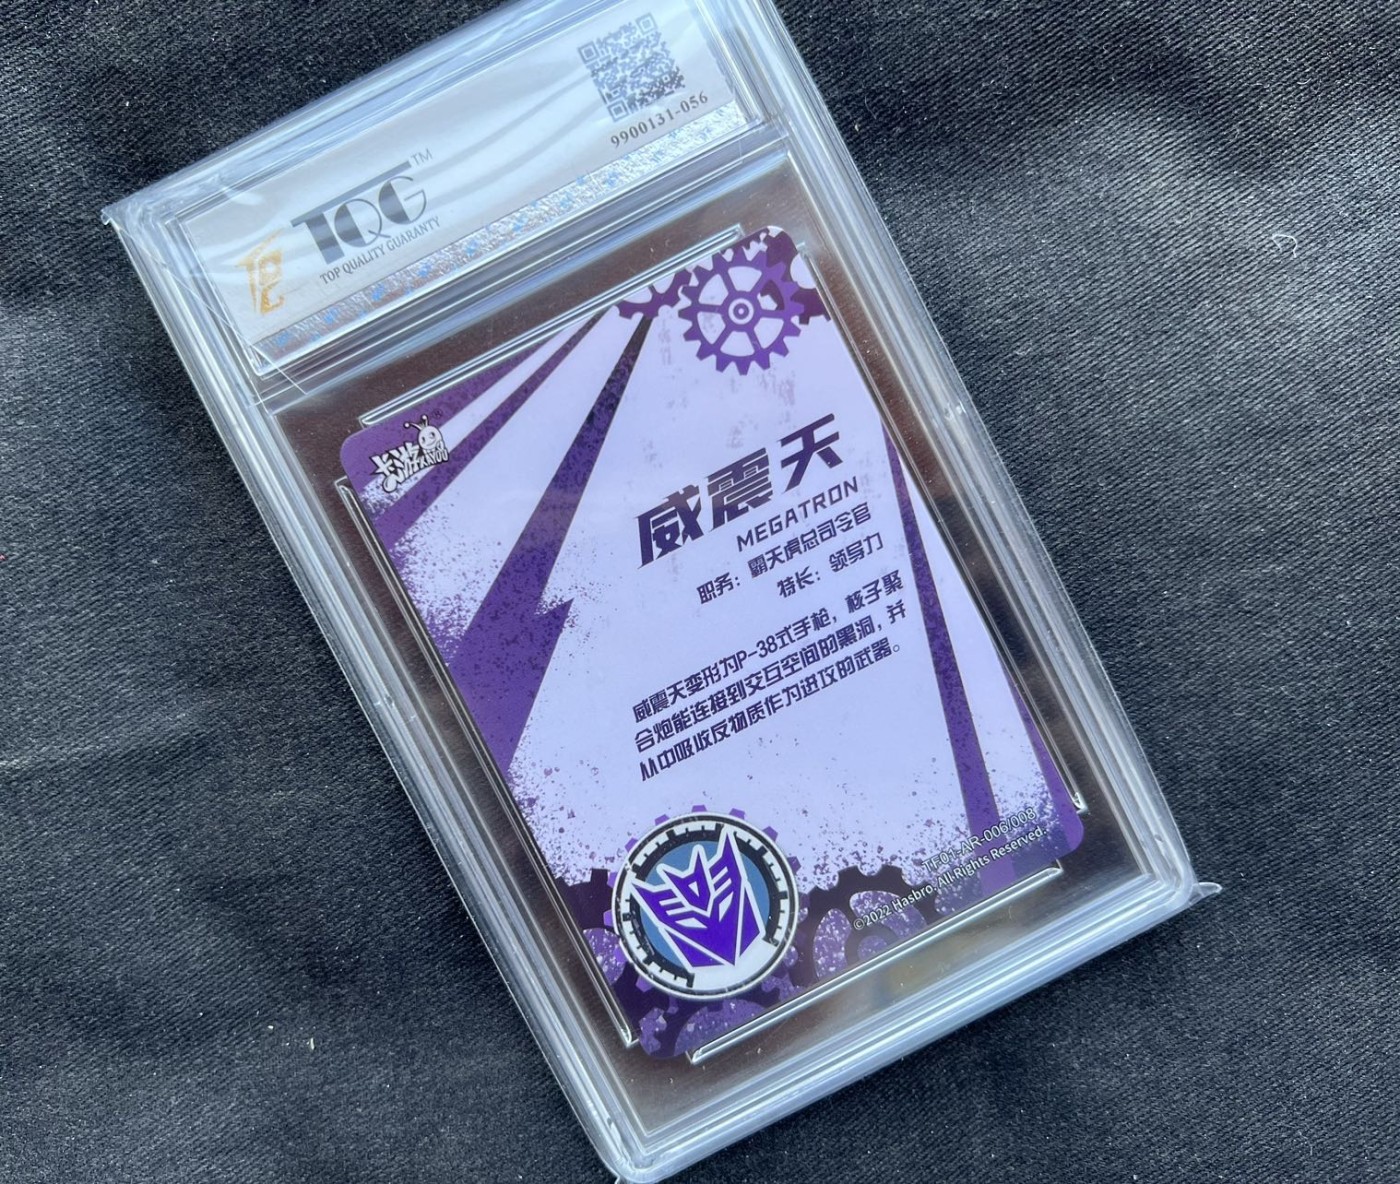 TQG™
TOP QUALITY GUARANTY
9900131-056
卡游
KAYOU
威震天
MEGATRON
职务：霸天虎总司令官
特长：领导力
威震天变形为P-38式手枪，核子聚
合炮能连接到交互空间的黑洞，并
从中吸收反物质作为进攻的武器。
TF01-AR-006/008
©2022 Hasbro. All Rights Reserved.